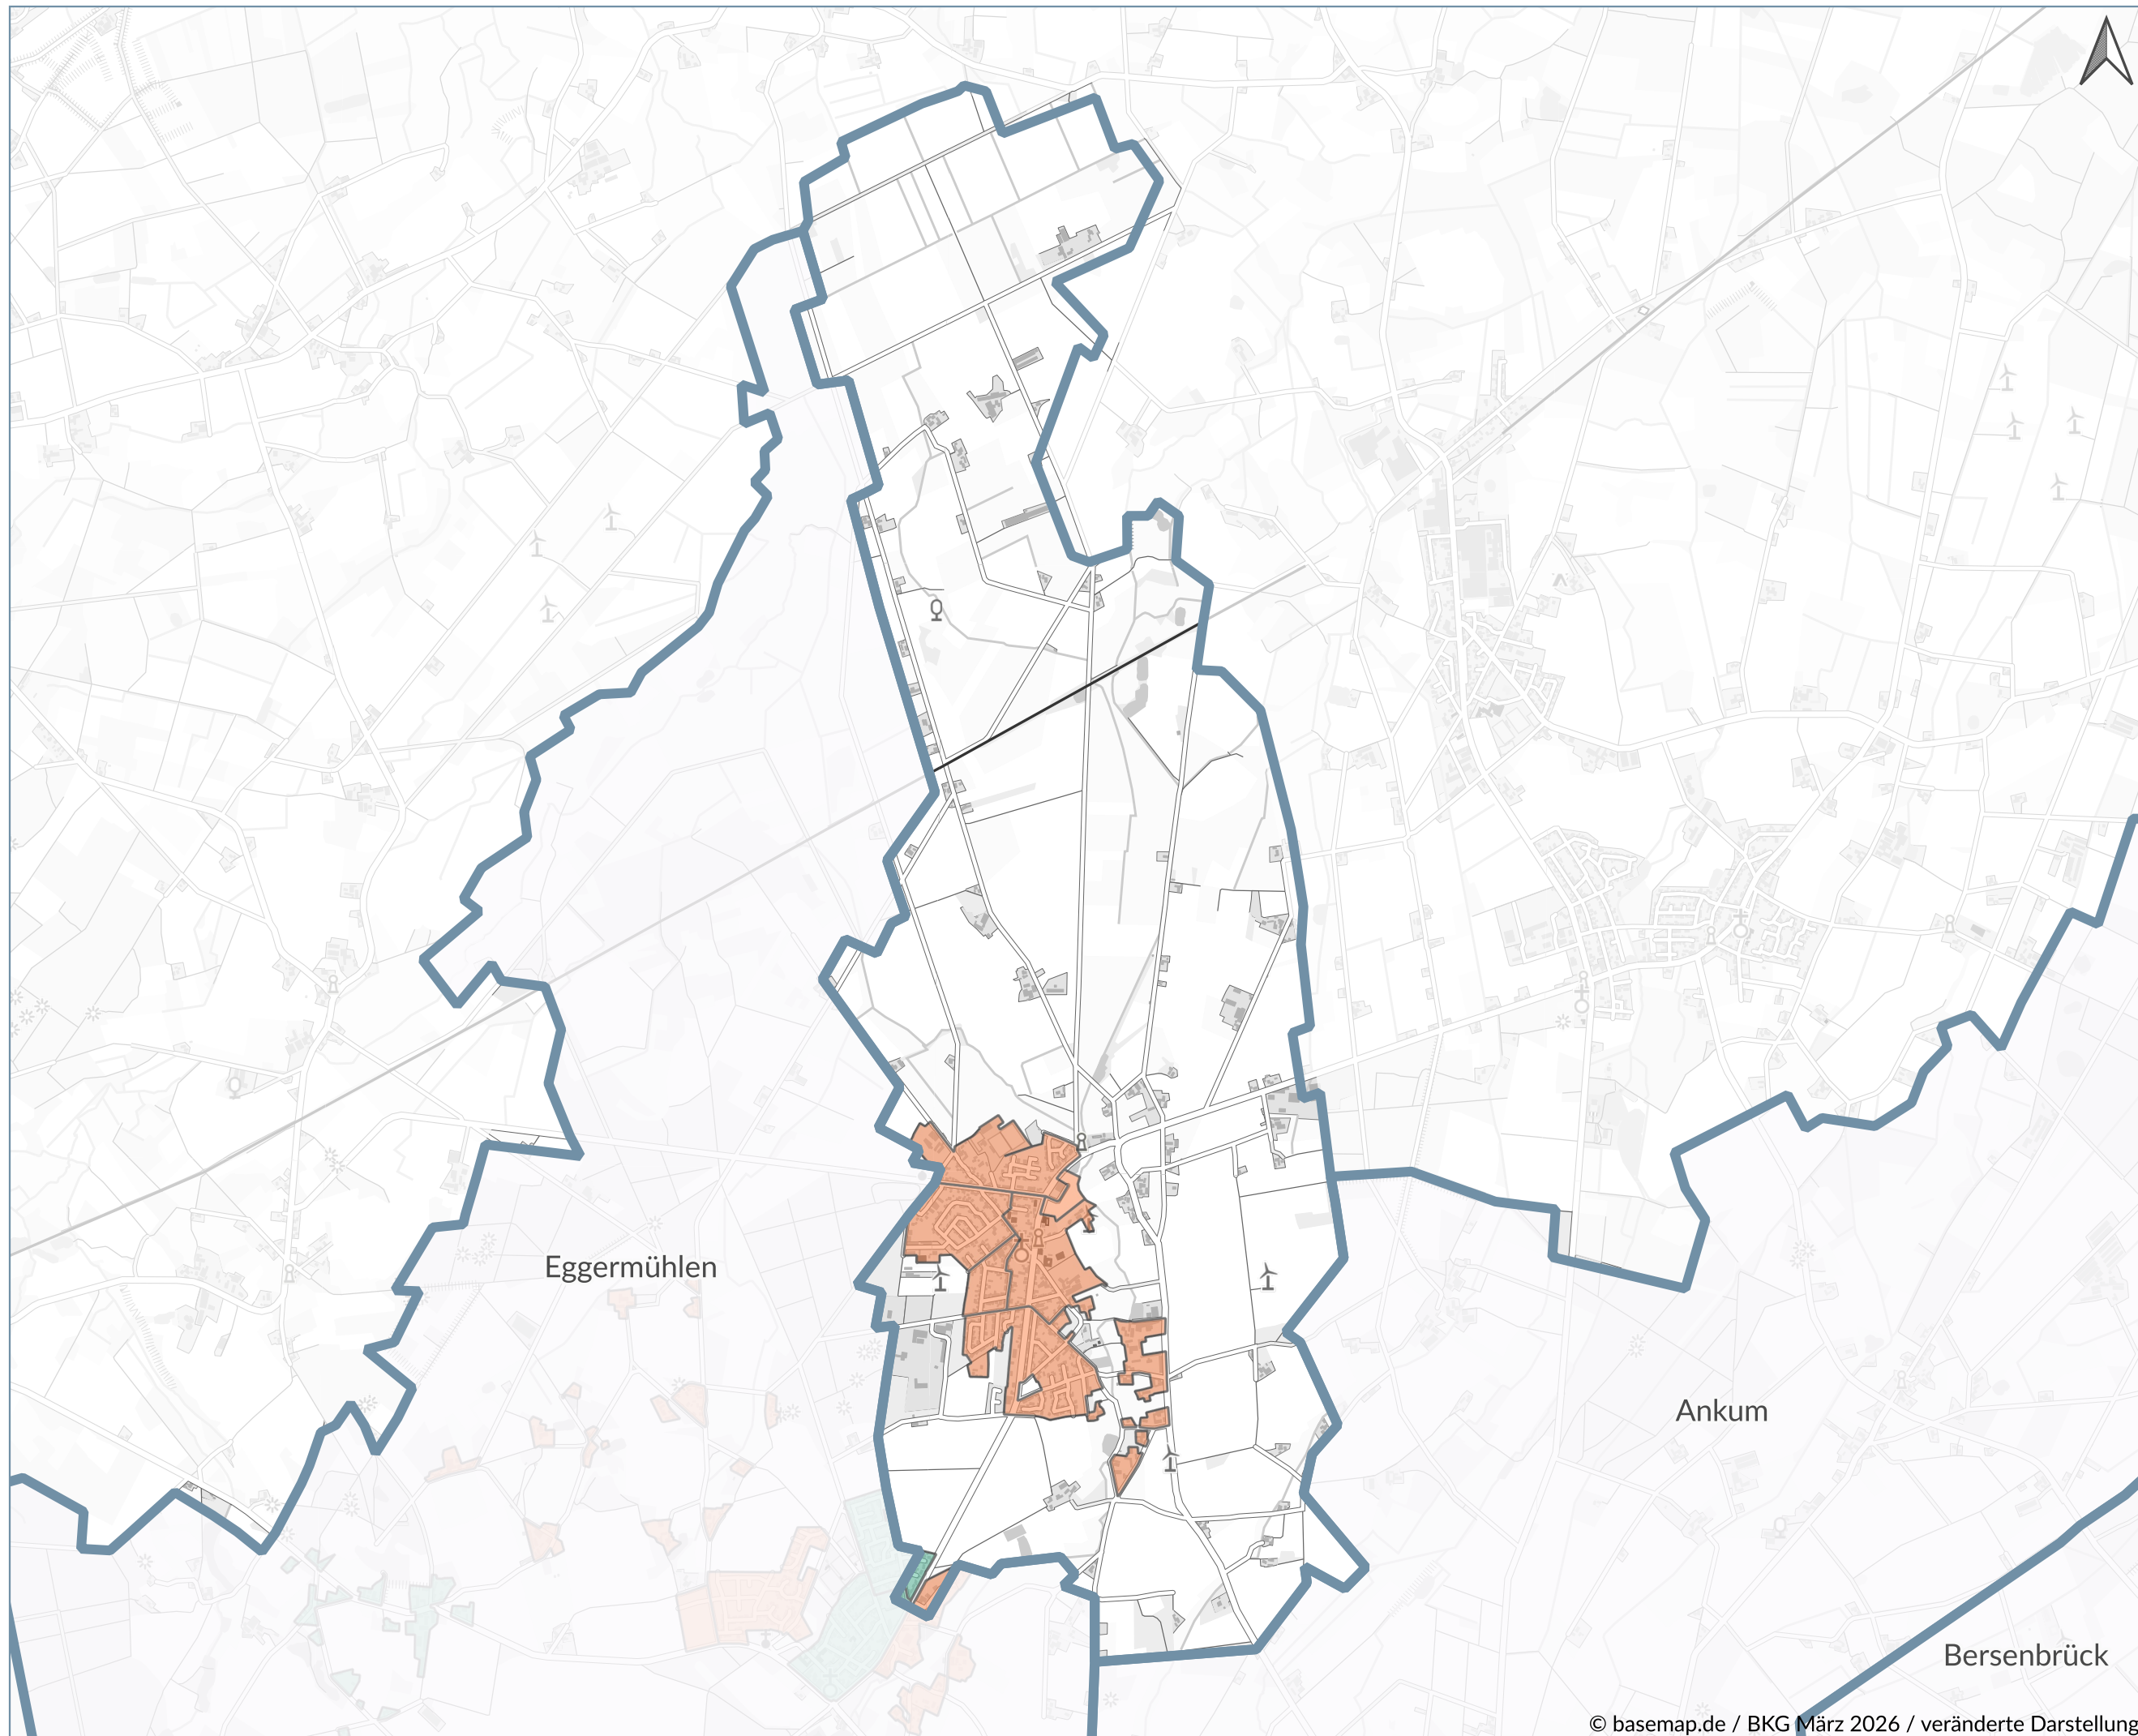 Eggermühlen
Ankum
Bersenbrück
© basemap.de / BKG März 2026 / veränderte Darstellung